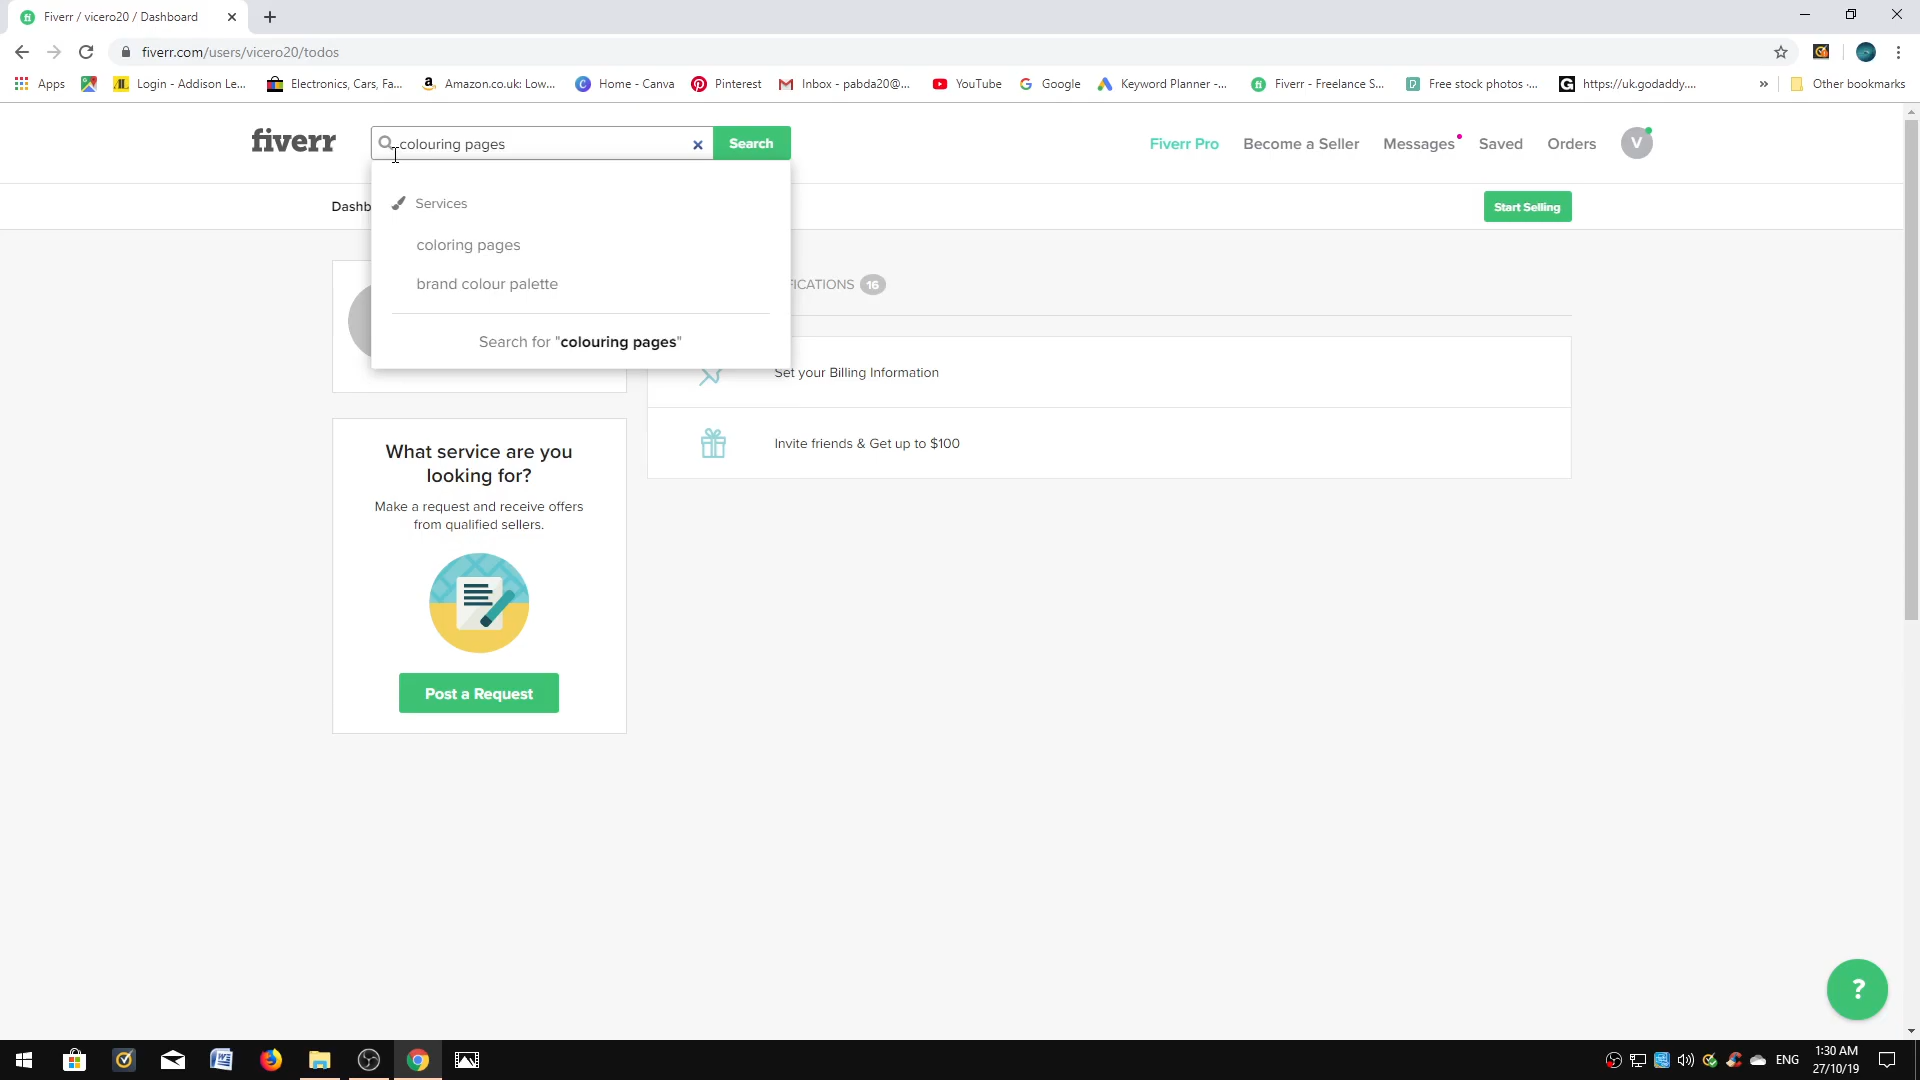 Fiverr / vicero20 / Dashboard
fiverr.com/users/vicero20/todos
Apps
Login - Addison Le...
Electronics, Cars, Fa...
Amazon.co.uk: Low...
Home - Canva
Pinterest
Inbox - pabda20@...
YouTube
Google
Keyword Planner -...
Fiverr - Freelance S...
Free stock photos ·...
https://uk.godaddy....
»
Other bookmarks
fiverr
colouring pages
Search
Fiverr Pro
Become a Seller
Messages
Saved
Orders
V
Dashb
Start Selling
Services
coloring pages
brand colour palette
Search for "colouring pages"
FICATIONS 16
Set your Billing Information
Invite friends & Get up to $100
What service are you
looking for?
Make a request and receive offers
from qualified sellers.
Post a Request
?
ENG
1:30 AM
27/10/19